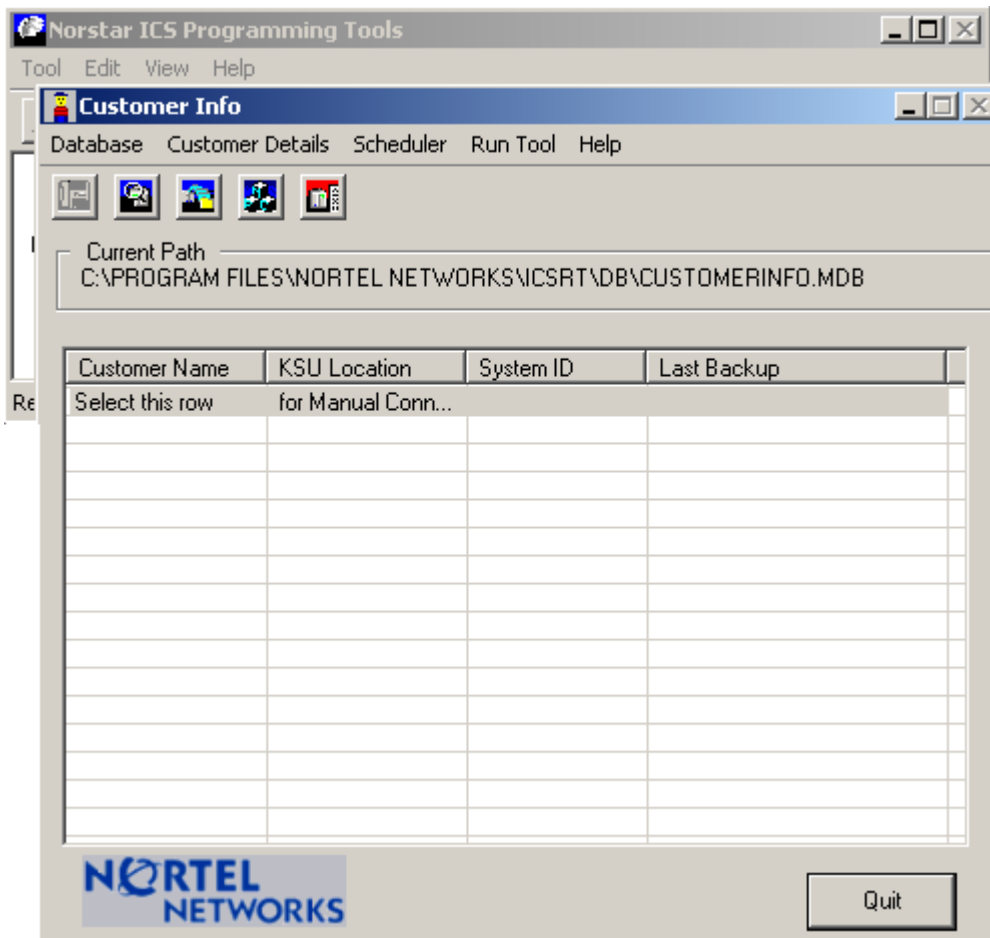 Norstar ICS Programming Tools
Tool Edit View Help
Customer Info
Database Customer Details Scheduler Run Tool Help
Current Path
C:\PROGRAM FILES\NORTEL NETWORKS\ICSRT\DB\CUSTOMERINFO.MDB
Customer Name KSU Location System ID Last Backup
Re Select this row for Manual Conn...
NORTEL
NETWORKS
Quit